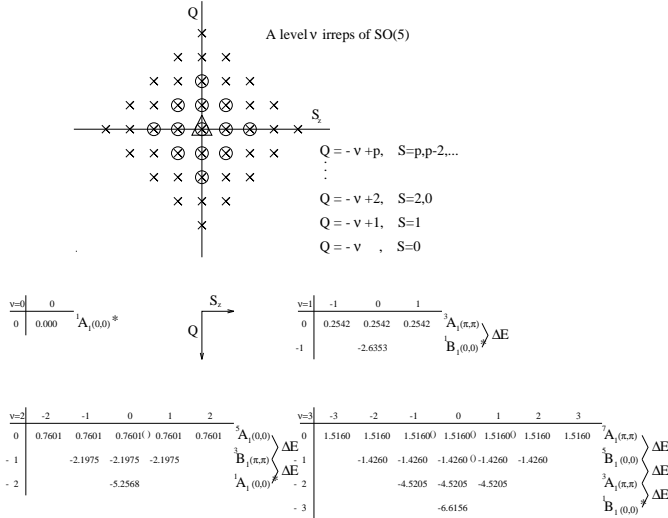 Q
A level ν irreps of SO(5)
S_z
Q = - ν +p, S=p,p-2,...
Q = - ν +2, S=2,0
Q = - ν +1, S=1
Q = - ν , S=0
ν=0 0
0 0.000 ¹A₁(0,0)*
S_z
Q
ν=1 -1 0 1
0 0.2542 0.2542 0.2542 ³A₁(π,π)
-1 -2.6353 ¹B₁(0,0)*
ΔE
ν=2 -2 -1 0 1 2
0 0.7601 0.7601 0.7601() 0.7601 0.7601 ⁵A₁(0,0)
- 1 -2.1975 -2.1975 -2.1975 ³B₁(π,π)
- 2 -5.2568 ¹A₁(0,0)*
ΔE
ΔE
ν=3 -3 -2 -1 0 1 2 3
0 1.5160 1.5160 1.5160() 1.5160() 1.5160() 1.5160 1.5160 ⁷A₁(π,π)
- 1 -1.4260 -1.4260 -1.4260() -1.4260 -1.4260 ⁵B₁(0,0)
- 2 -4.5205 -4.5205 -4.5205 ³A₁(π,π)
- 3 -6.6156 ¹B₁(0,0)*
ΔE
ΔE
ΔE